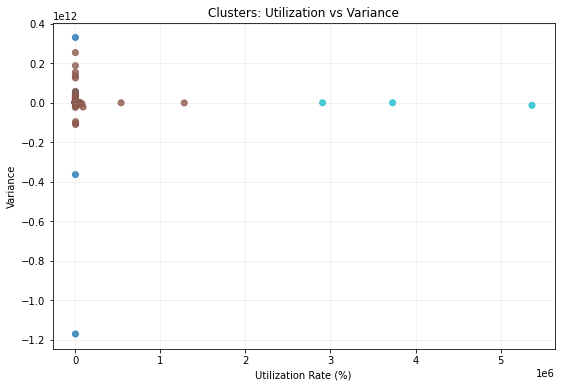 Clusters: Utilization vs Variance
1e12
0.4
0.2
0.0
−0.2
−0.4
−0.6
−0.8
−1.0
−1.2
Variance
0 1 2 3 4 5
1e6
Utilization Rate (%)